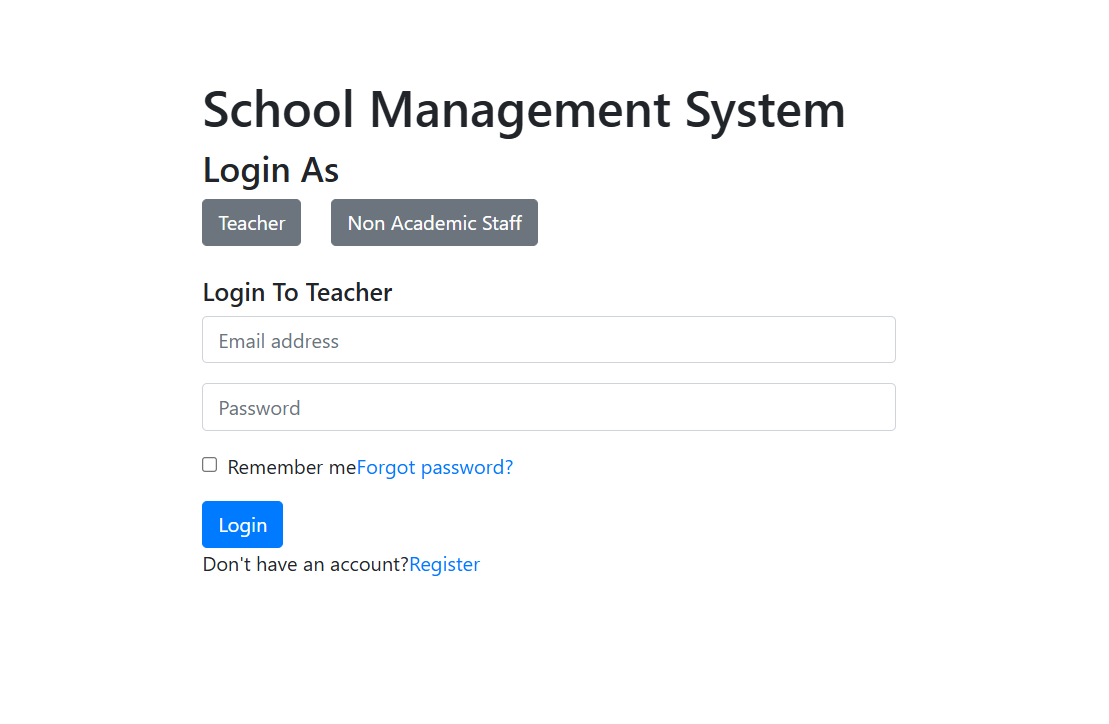 School Management System
Login As
Teacher Non Academic Staff
Login To Teacher
Email address
Password
Remember meForgot password?
Login
Don't have an account?Register